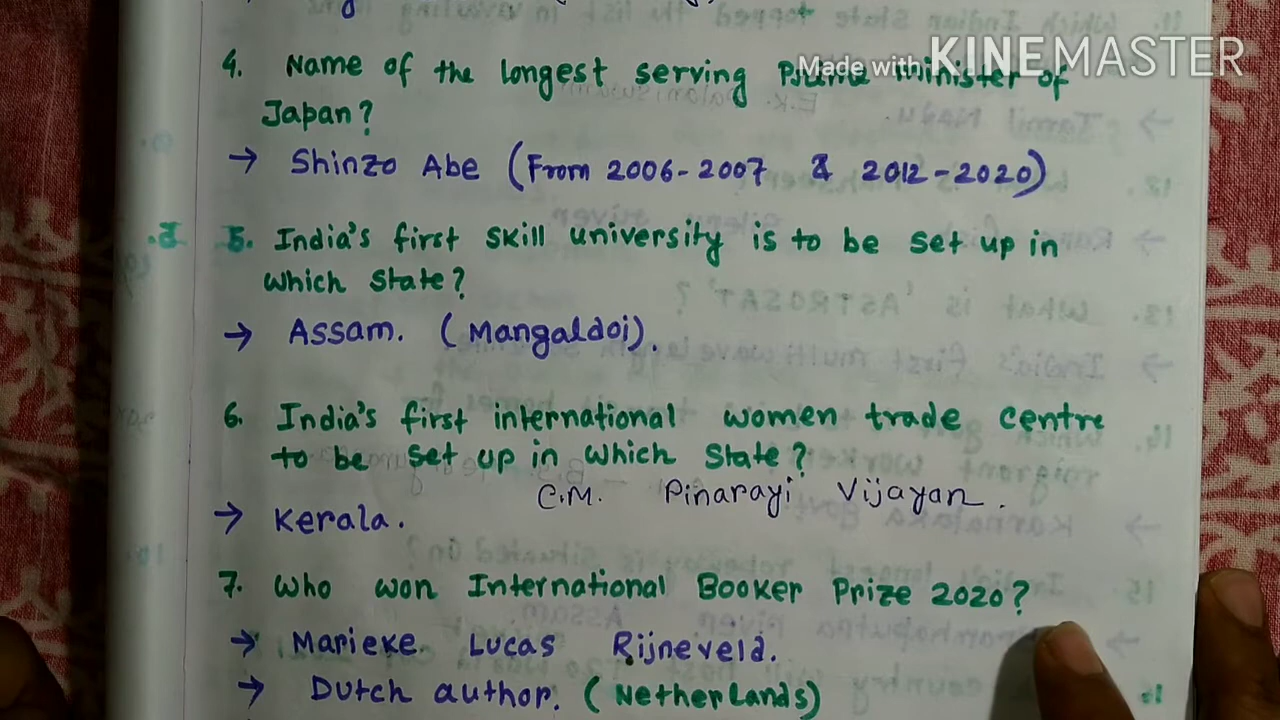 Made with KINEMASTER
4. Name of the longest serving Prime minister of
Japan?
→ Shinzo Abe (From 2006-2007 & 2012-2020)
5. India's first skill university is to be set up in
which state?
→ Assam. (Mangaldoi).
6. India's first international women trade centre
to be set up in which state?
C.M. Pinarayi Vijayan.
→ Kerala.
7. Who won International Booker Prize 2020?
→ Marieke Lucas Rijneveld.
→ Dutch author. (Netherlands)